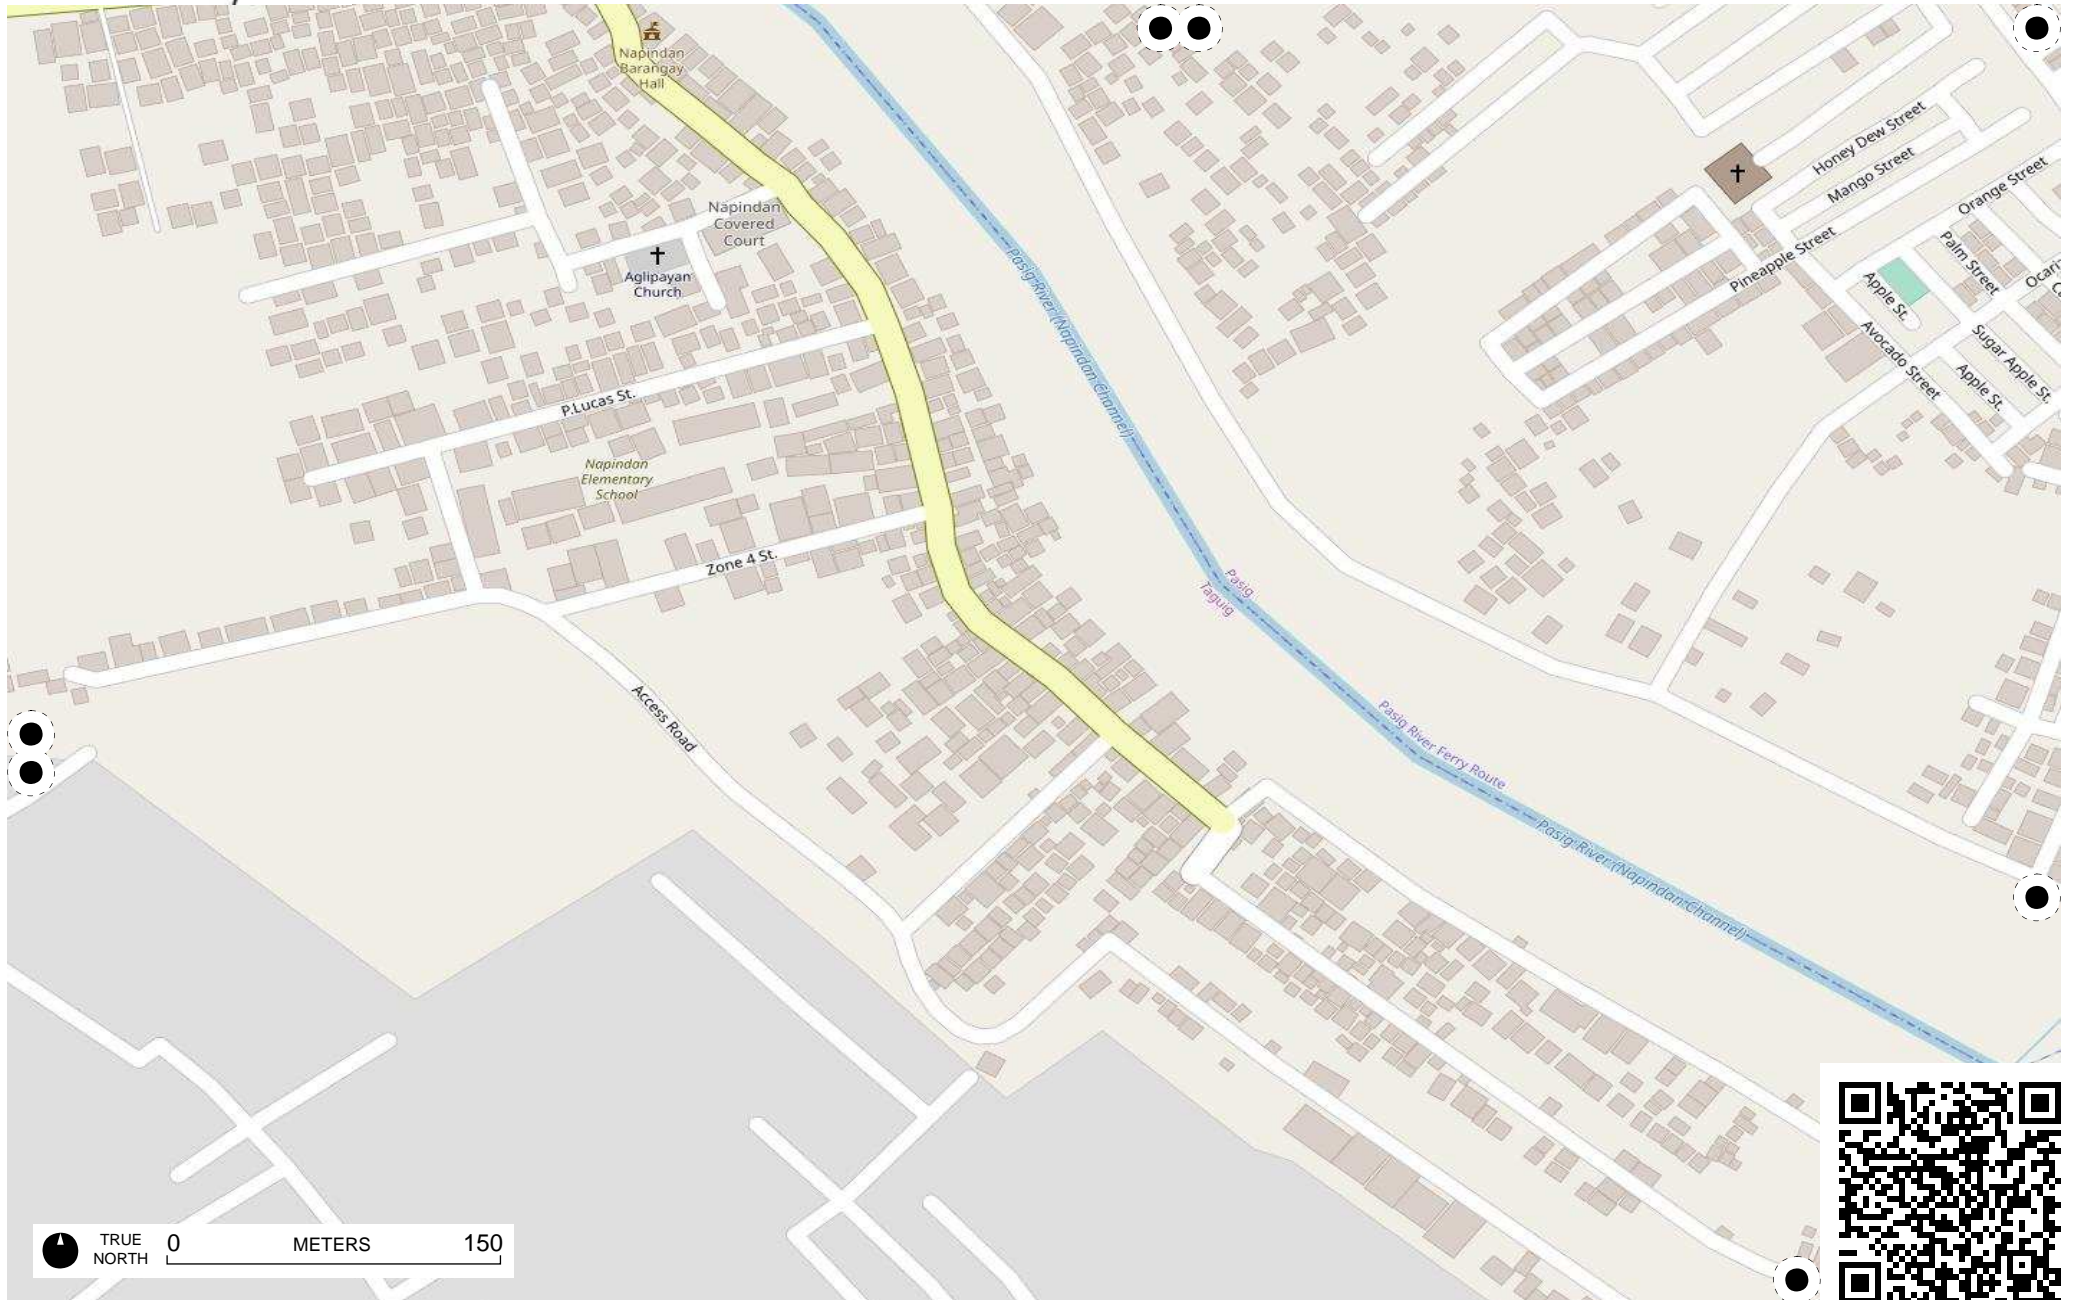 Napindan
Barangay
Hall
Honey Dew Street
Mango Street
Orange Street
Napindan
Covered
Court
Pineapple Street
Palm Street
Apple St.
Aglipayan
Church
Pasig River (Napindan Channel)
Avocado Street
Sugar Apple St.
Apple St.
P.Lucas St.
Napindan
Elementary
School
Zone 4 St.
Pasig
Taguig
Access Road
Pasig River Ferry Route
Pasig River (Napindan Channel)
TRUE
NORTH
0 METERS 150